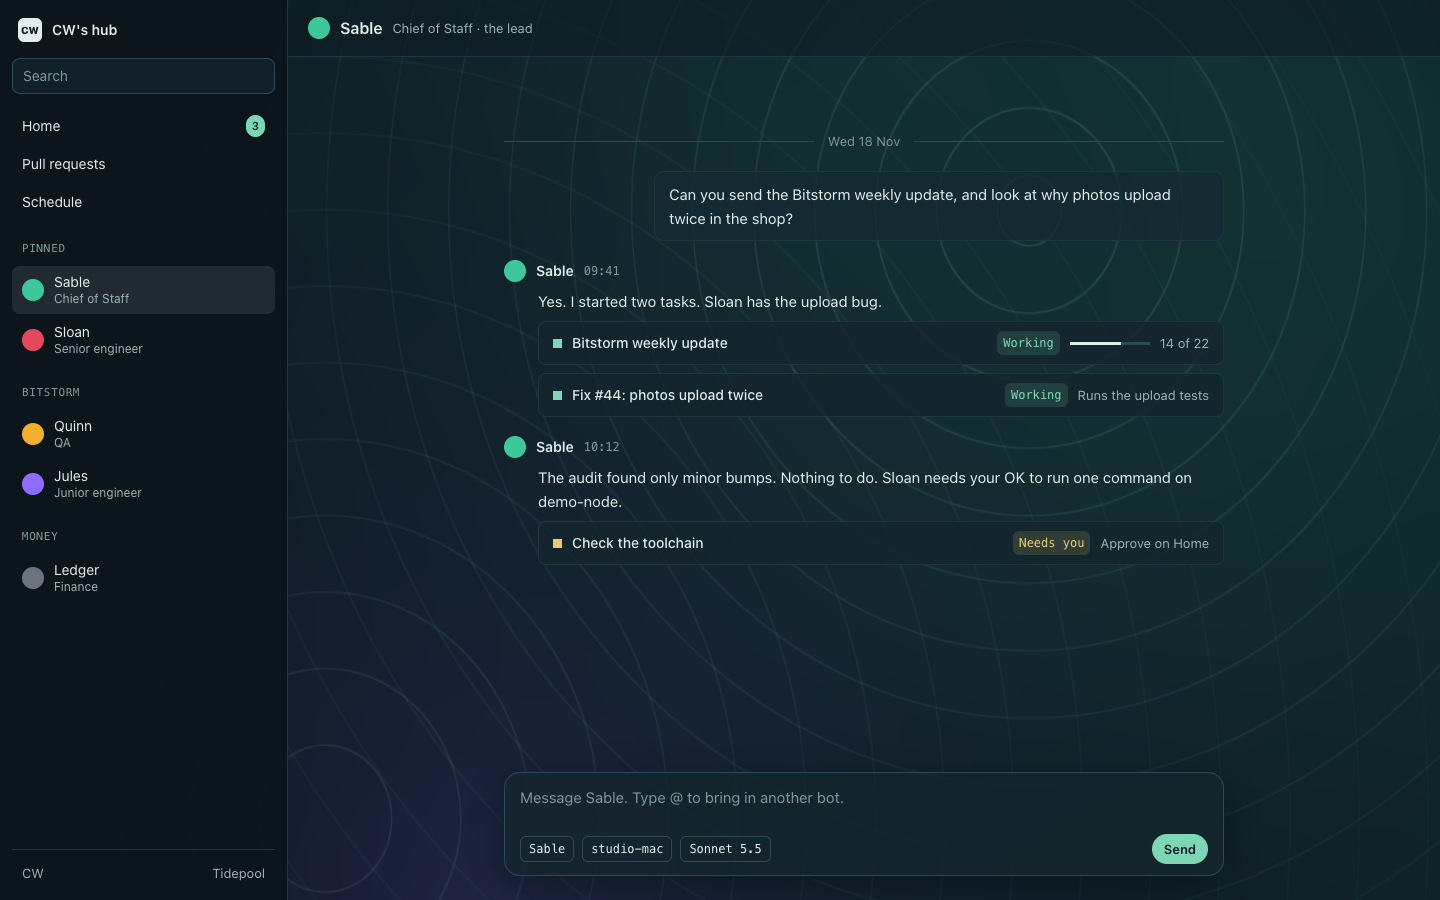 CW
CW's hub
Search
Home
3
Pull requests
Schedule
PINNED
Sable
Chief of Staff
Sloan
Senior engineer
BITSTORM
Quinn
QA
Jules
Junior engineer
MONEY
Ledger
Finance
CW
Tidepool
Sable Chief of Staff · the lead
Wed 18 Nov
Can you send the Bitstorm weekly update, and look at why photos upload
twice in the shop?
Sable 09:41
Yes. I started two tasks. Sloan has the upload bug.
Bitstorm weekly update Working 14 of 22
Fix #44: photos upload twice Working Runs the upload tests
Sable 10:12
The audit found only minor bumps. Nothing to do. Sloan needs your OK to run one command on
demo-node.
Check the toolchain Needs you Approve on Home
Message Sable. Type @ to bring in another bot.
Sable studio-mac Sonnet 5.5 Send